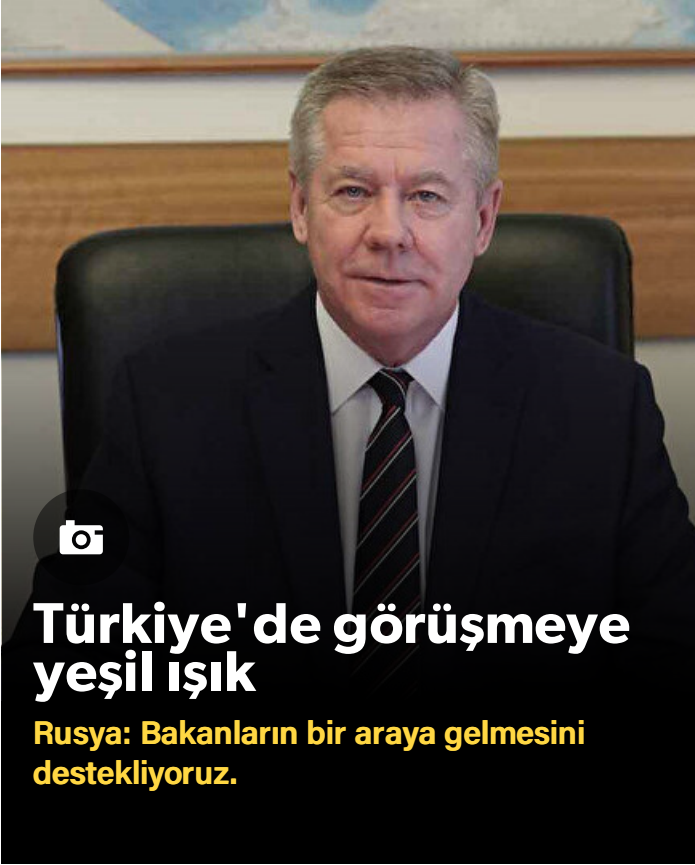 Türkiye'de görüşmeye
yeşil ışık
Rusya: Bakanların bir araya gelmesini
destekliyoruz.